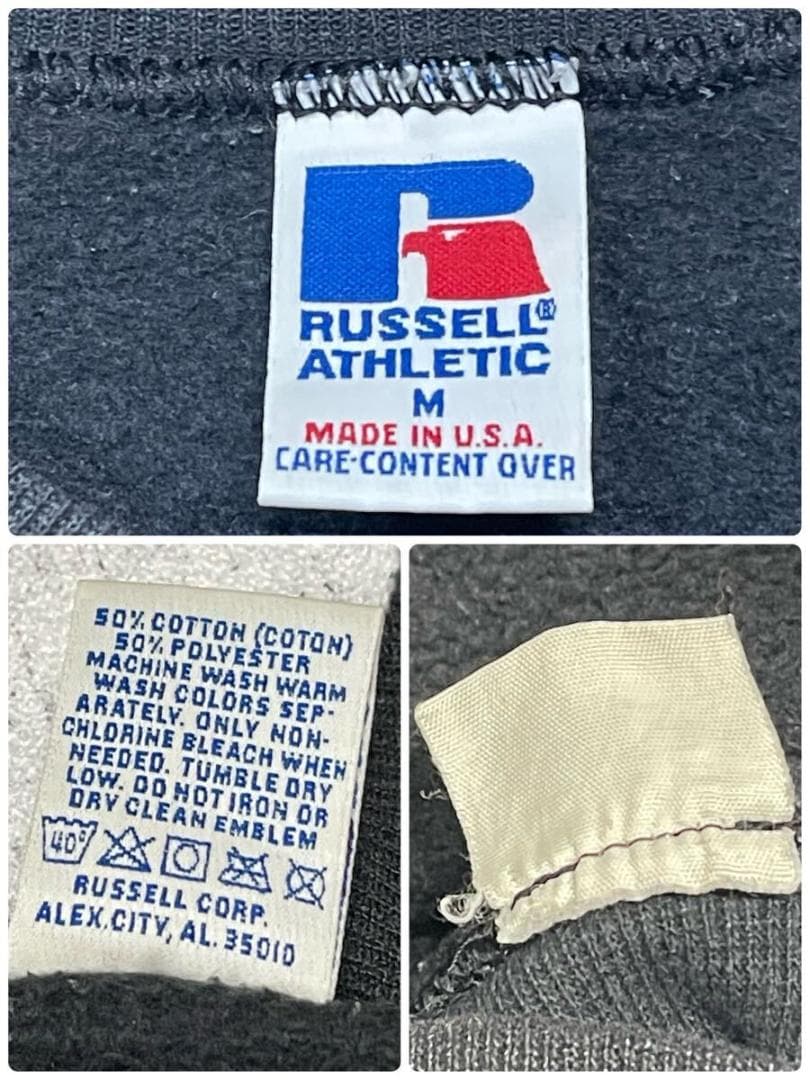 RUSSELL®
ATHLETIC
M
MADE IN U.S.A.
CARE-CONTENT OVER
50% COTTON (COTON)
50% POLYESTER
MACHINE WASH WARM
WASH COLORS SEP-
ARATELY. ONLY NON-
CHLORINE BLEACH WHEN
NEEDED. TUMBLE DRY
LOW. DO NOT IRON OR
DRY CLEAN EMBLEM
40°
RUSSELL CORP.
ALEX.CITY, AL. 35010